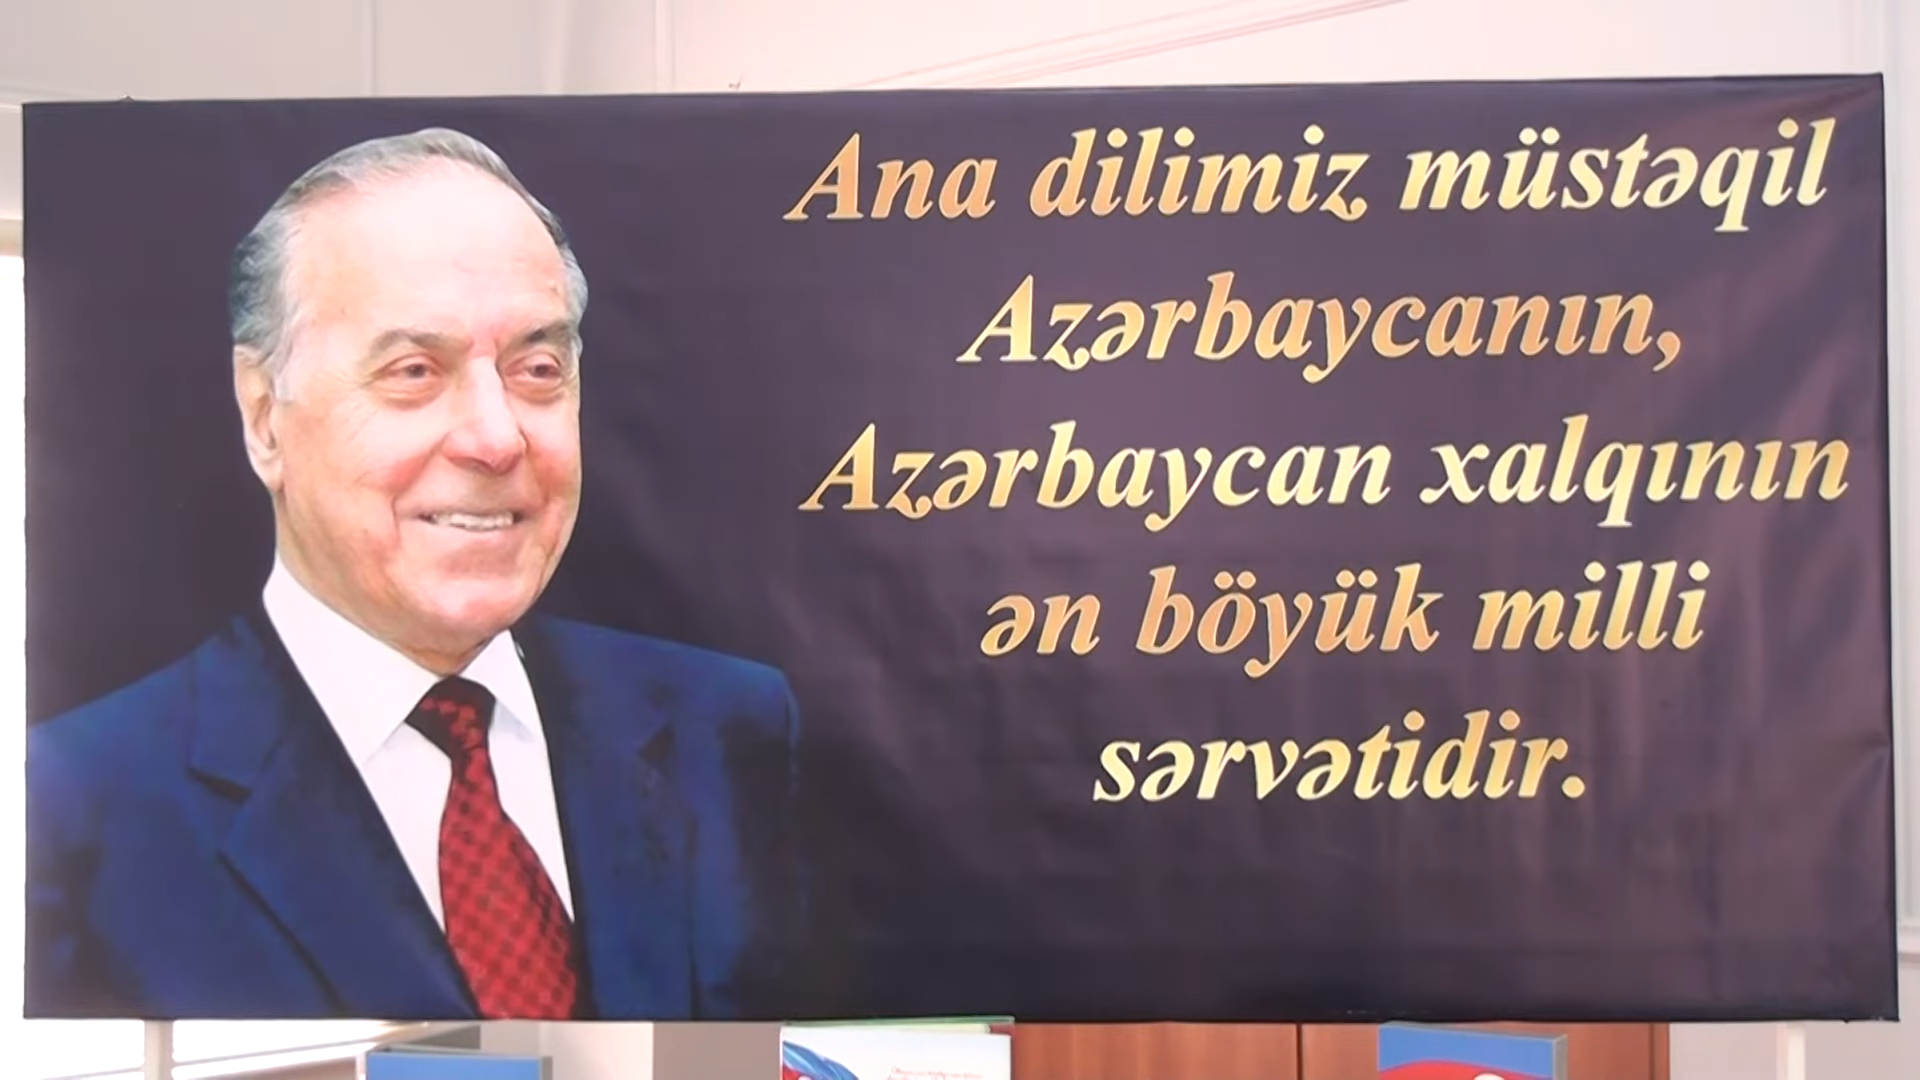 Ana dilimiz müstəqil
Azərbaycanın,
Azərbaycan xalqının
ən böyük milli
sərvətidir.